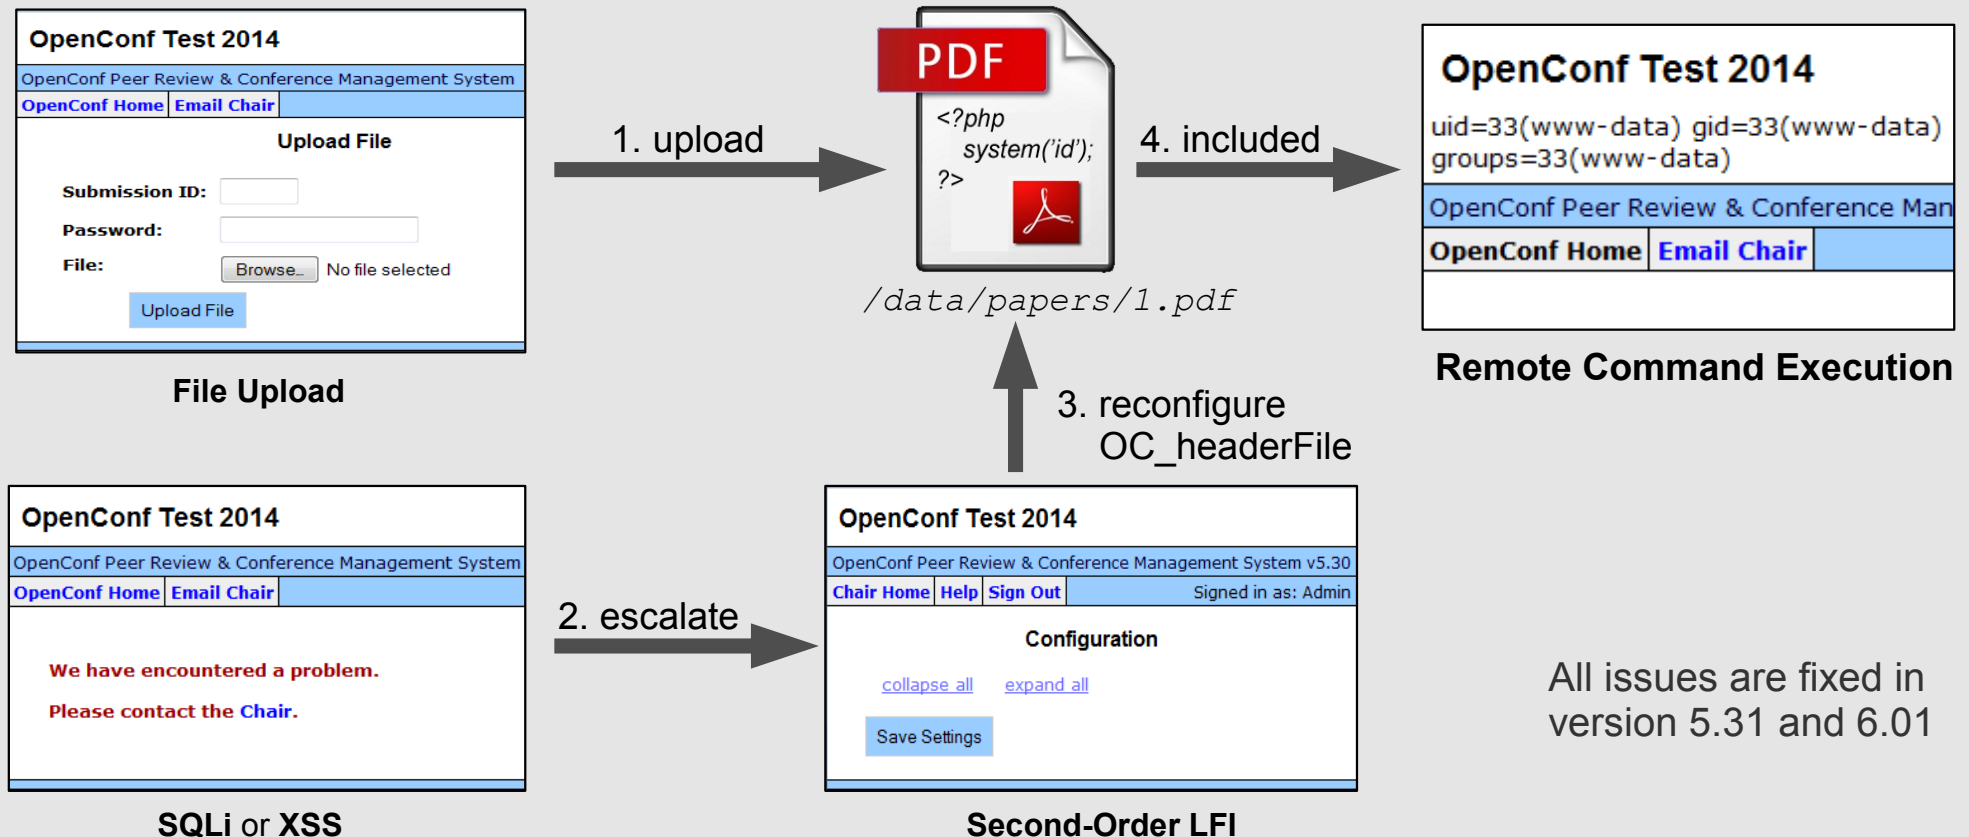 OpenConf Test 2014
OpenConf Peer Review & Conference Management System
OpenConf Home Email Chair
Upload File
Submission ID:
Password:
File: Browse_ No file selected
Upload File
File Upload
1. upload
PDF
<?php
system('id');
?>
/data/papers/1.pdf
4. included
OpenConf Test 2014
uid=33(www-data) gid=33(www-data)
groups=33(www-data)
OpenConf Peer Review & Conference Man
OpenConf Home Email Chair
Remote Command Execution
3. reconfigure
OC_headerFile
OpenConf Test 2014
OpenConf Peer Review & Conference Management System
OpenConf Home Email Chair
We have encountered a problem.
Please contact the Chair.
SQLi or XSS
2. escalate
OpenConf Test 2014
OpenConf Peer Review & Conference Management System v5.30
Chair Home Help Sign Out Signed in as: Admin
Configuration
collapse all expand all
Save Settings
Second-Order LFI
All issues are fixed in
version 5.31 and 6.01